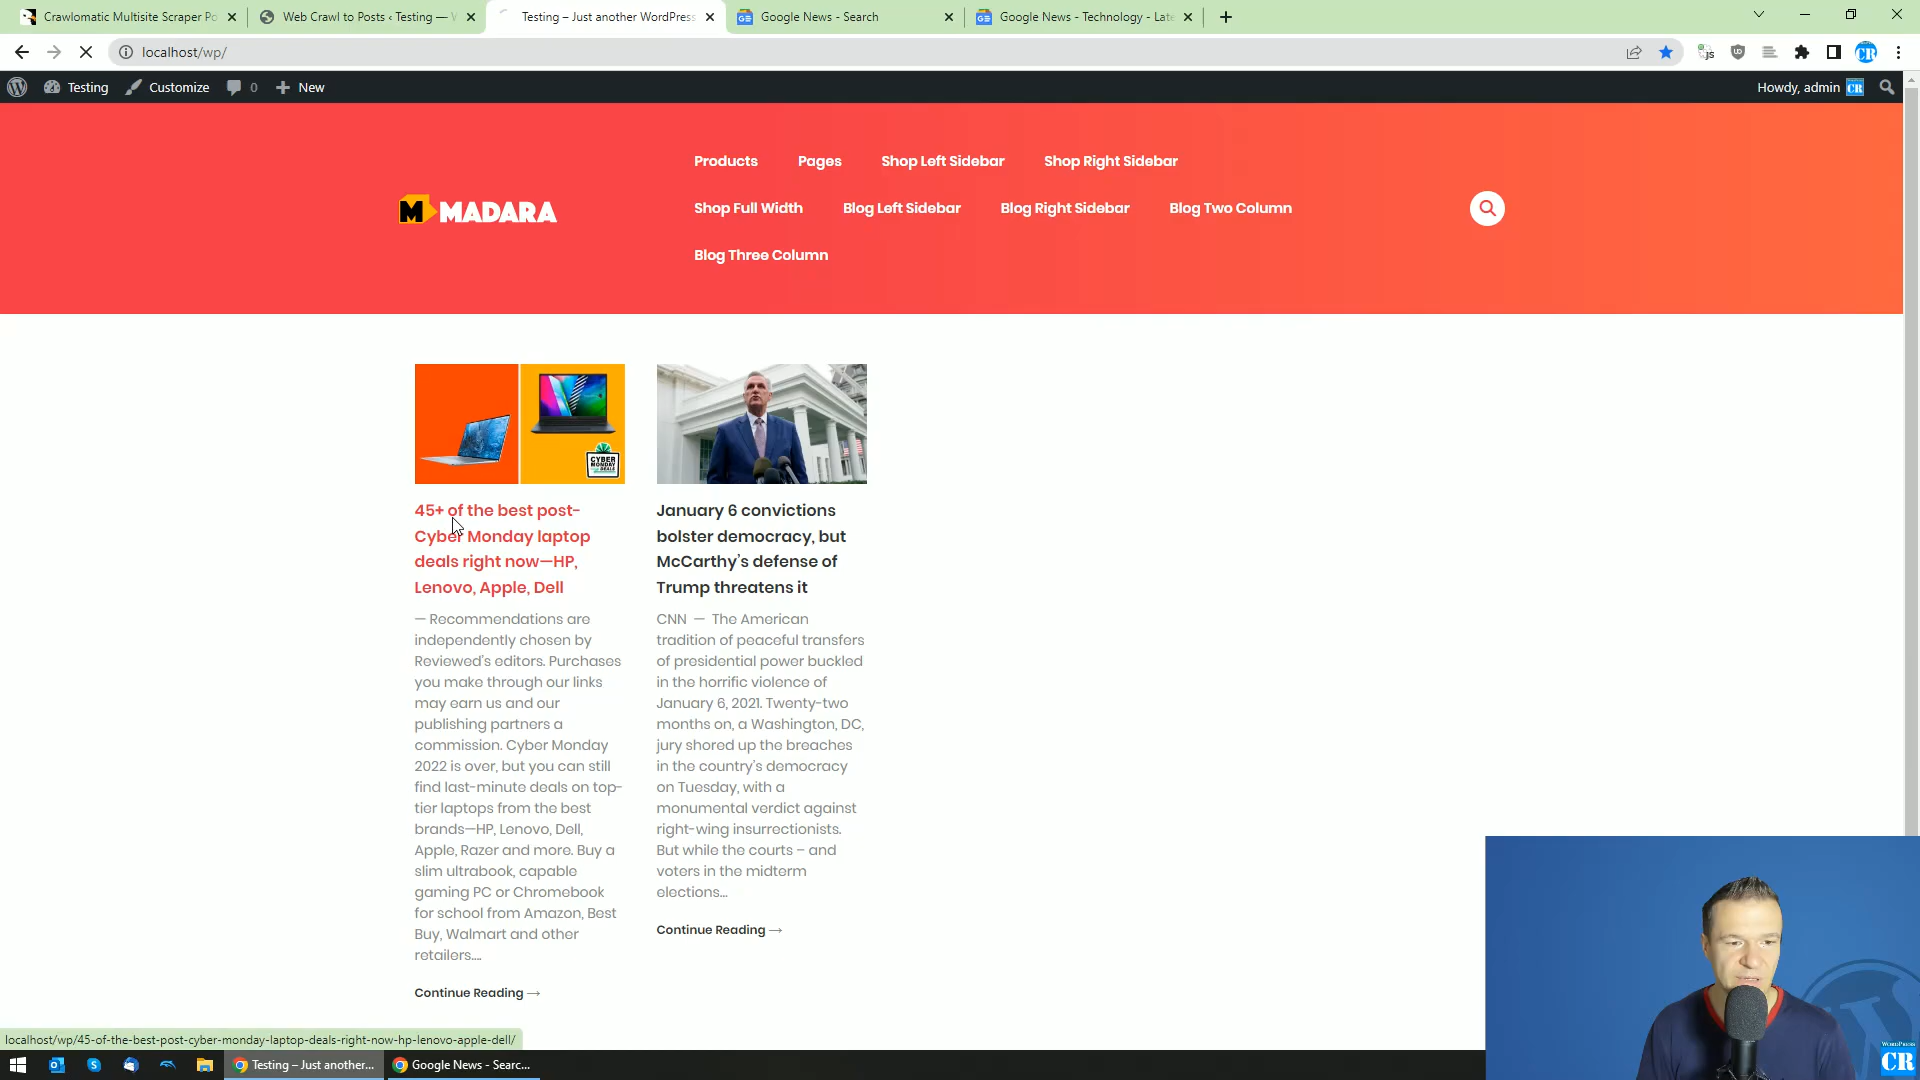 Crawlomatic Multisite Scraper Po
Web Crawl to Posts ‹ Testing — W
Testing – Just another WordPress
Google News - Search
Google News - Technology - Late
localhost/wp/
Testing
Customize
0
New
Howdy, admin
CR
Products
Pages
Shop Left Sidebar
Shop Right Sidebar
M MADARA
Shop Full Width
Blog Left Sidebar
Blog Right Sidebar
Blog Two Column
Blog Three Column
CYBER
MONDAY
DEALS
45+ of the best post-
Cyber Monday laptop
deals right now—HP,
Lenovo, Apple, Dell
— Recommendations are
independently chosen by
Reviewed's editors. Purchases
you make through our links
may earn us and our
publishing partners a
commission. Cyber Monday
2022 is over, but you can still
find last-minute deals on top-
tier laptops from the best
brands—HP, Lenovo, Dell,
Apple, Razer and more. Buy a
slim ultrabook, capable
gaming PC or Chromebook
for school from Amazon, Best
Buy, Walmart and other
retailers....
Continue Reading →
January 6 convictions
bolster democracy, but
McCarthy's defense of
Trump threatens it
CNN — The American
tradition of peaceful transfers
of presidential power buckled
in the horrific violence of
January 6, 2021. Twenty-two
months on, a Washington, DC,
jury shored up the breaches
in the country's democracy
on Tuesday, with a
monumental verdict against
right-wing insurrectionists.
But while the courts – and
voters in the midterm
elections...
Continue Reading →
localhost/wp/45-of-the-best-post-cyber-monday-laptop-deals-right-now-hp-lenovo-apple-dell/
Testing – Just another...
Google News - Searc...
WORDPRESS
CR